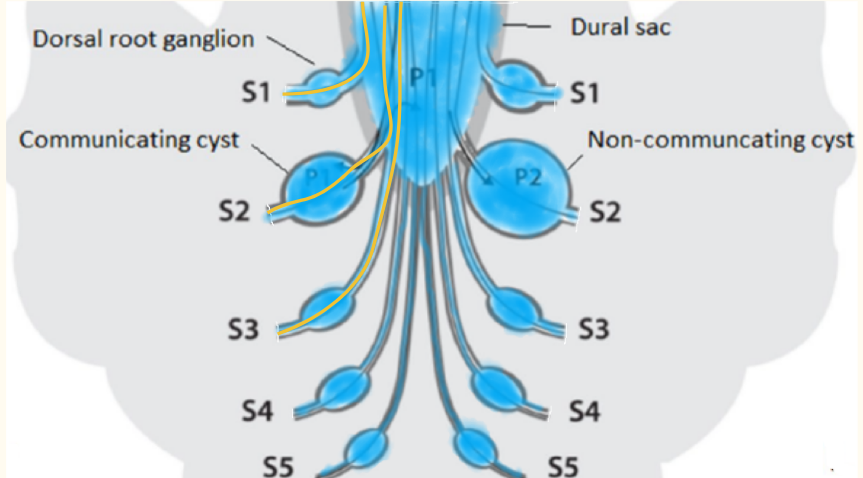 Dural sac
Dorsal root ganglion
P1
S1
S1
Communicating cyst
Non-communcating cyst
P1
P2
S2
S2
S3
S3
S4
S4
S5
S5